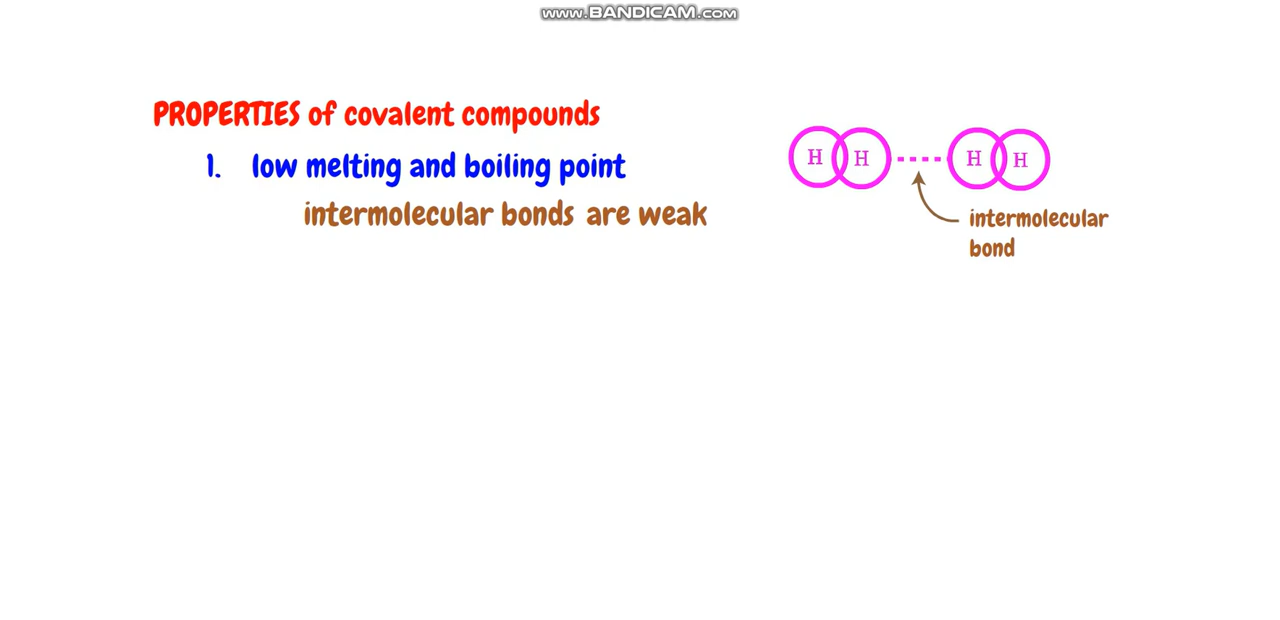 www.BANDICAM.com
PROPERTIES of covalent compounds
1. low melting and boiling point
intermolecular bonds are weak
H H H H
intermolecular
bond